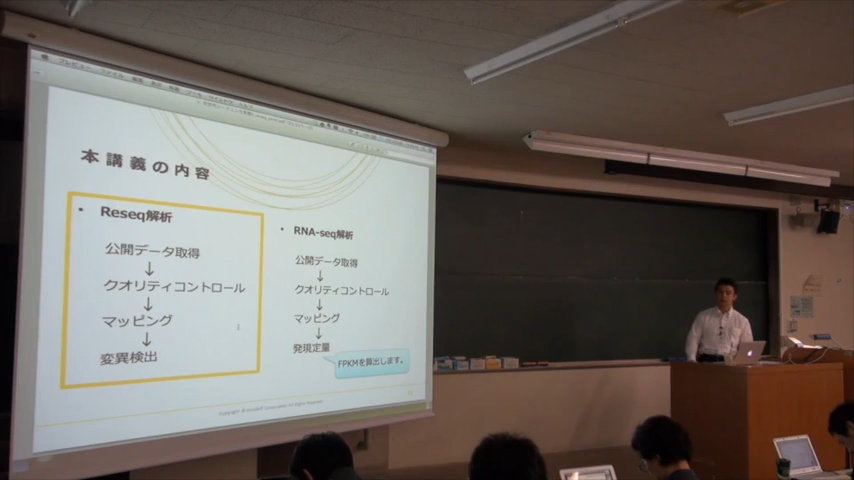 本講義の内容
• Reseq解析
公開データ取得
↓
クオリティコントロール
↓
マッピング
↓
変異検出
• RNA-seq解析
公開データ取得
↓
クオリティコントロール
↓
マッピング
↓
発現定量
FPKMを算出します。